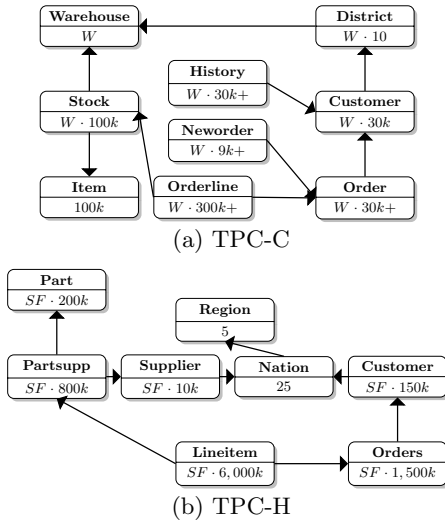 Warehouse
W
District
W · 10
History
W · 30k+
Stock
W · 100k
Customer
W · 30k
Neworder
W · 9k+
Item
100k
Orderline
W · 300k+
Order
W · 30k+
(a) TPC-C
Part
SF · 200k
Region
5
Partsupp
SF · 800k
Supplier
SF · 10k
Nation
25
Customer
SF · 150k
Lineitem
SF · 6,000k
Orders
SF · 1,500k
(b) TPC-H